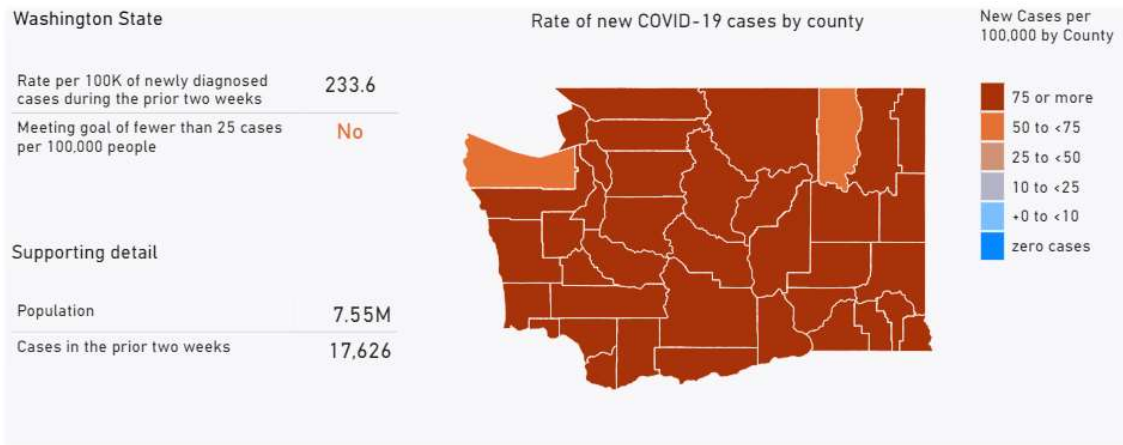 Washington State
Rate per 100K of newly diagnosed
cases during the prior two weeks
233.6
Meeting goal of fewer than 25 cases
per 100,000 people
No
Supporting detail
Population
7.55M
Cases in the prior two weeks
17,626
Rate of new COVID-19 cases by county
New Cases per
100,000 by County
75 or more
50 to <75
25 to <50
10 to <25
+0 to <10
zero cases